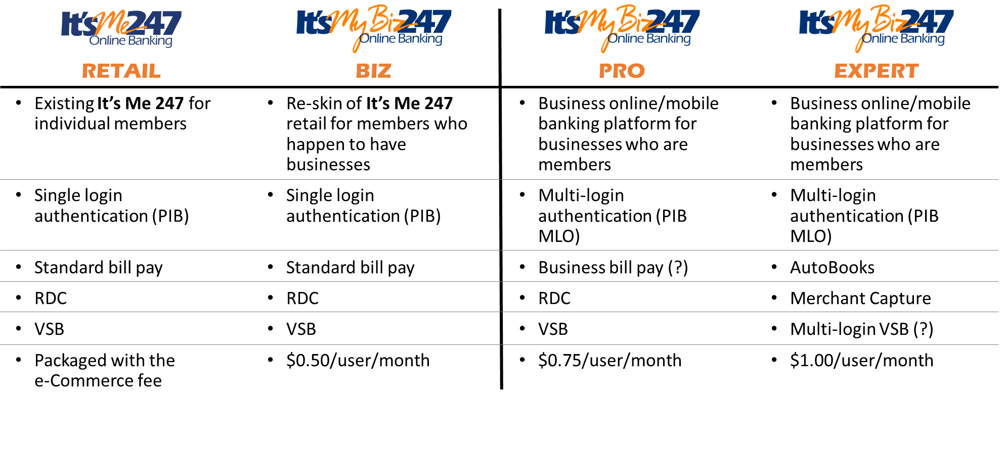 It's Me 247
Online Banking
RETAIL
It's My Biz 247
Online Banking
BIZ
It's My Biz 247
Online Banking
PRO
It's My Biz 247
Online Banking
EXPERT
• Existing It's Me 247 for
individual members
• Re-skin of It's Me 247
retail for members who
happen to have
businesses
• Business online/mobile
banking platform for
businesses who are
members
• Business online/mobile
banking platform for
businesses who are
members
• Single login
authentication (PIB)
• Single login
authentication (PIB)
• Multi-login
authentication (PIB
MLO)
• Multi-login
authentication (PIB
MLO)
• Standard bill pay
• Standard bill pay
• Business bill pay (?)
• AutoBooks
• RDC
• RDC
• RDC
• Merchant Capture
• VSB
• VSB
• VSB
• Multi-login VSB (?)
• Packaged with the
e-Commerce fee
• $0.50/user/month
• $0.75/user/month
• $1.00/user/month